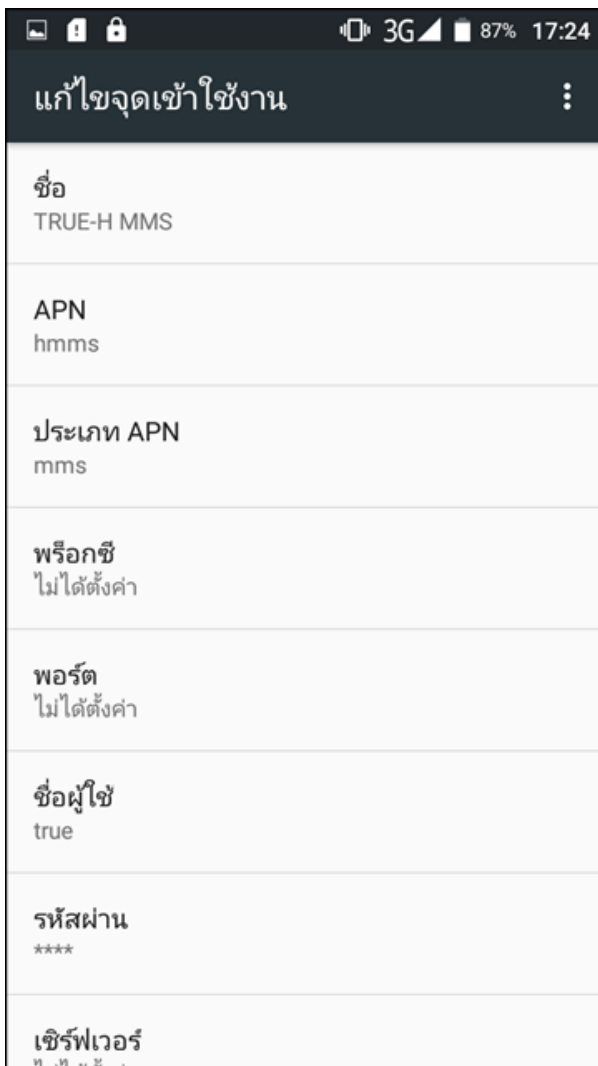 3G 87% 17:24
แก้ไขจุดเข้าใช้งาน
ชื่อ
TRUE-H MMS
APN
hmms
ประเภท APN
mms
พร็อกซี
ไม่ได้ตั้งค่า
พอร์ต
ไม่ได้ตั้งค่า
ชื่อผู้ใช้
true
รหัสผ่าน
****
เซิร์ฟเวอร์